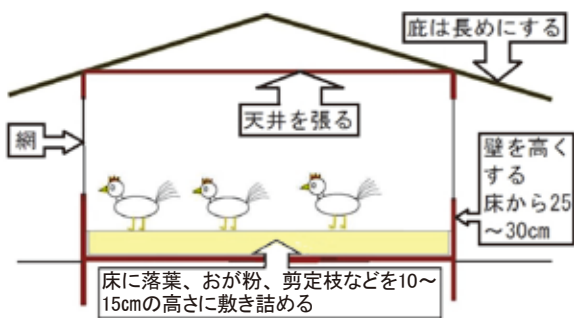 庇は長めにする
天井を張る
網
壁を高く
する
床から25
～30cm
床に落葉、おが粉、剪定枝などを10～
15cmの高さに敷き詰める